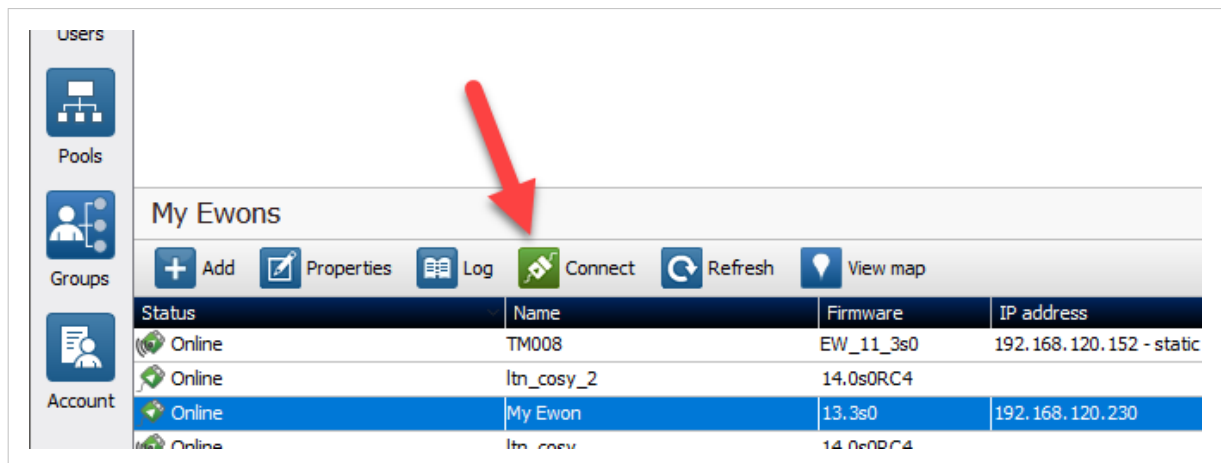 Users
Pools
Groups
Account
My Ewons
Add Properties Log Connect Refresh View map
Status Name Firmware IP address
Online TM008 EW_11_3s0 192.168.120.152 - static
Online ltn_cosy_2 14.0s0RC4
Online My Ewon 13.3s0 192.168.120.230
Online ltn_cosy 14.0s0RC4